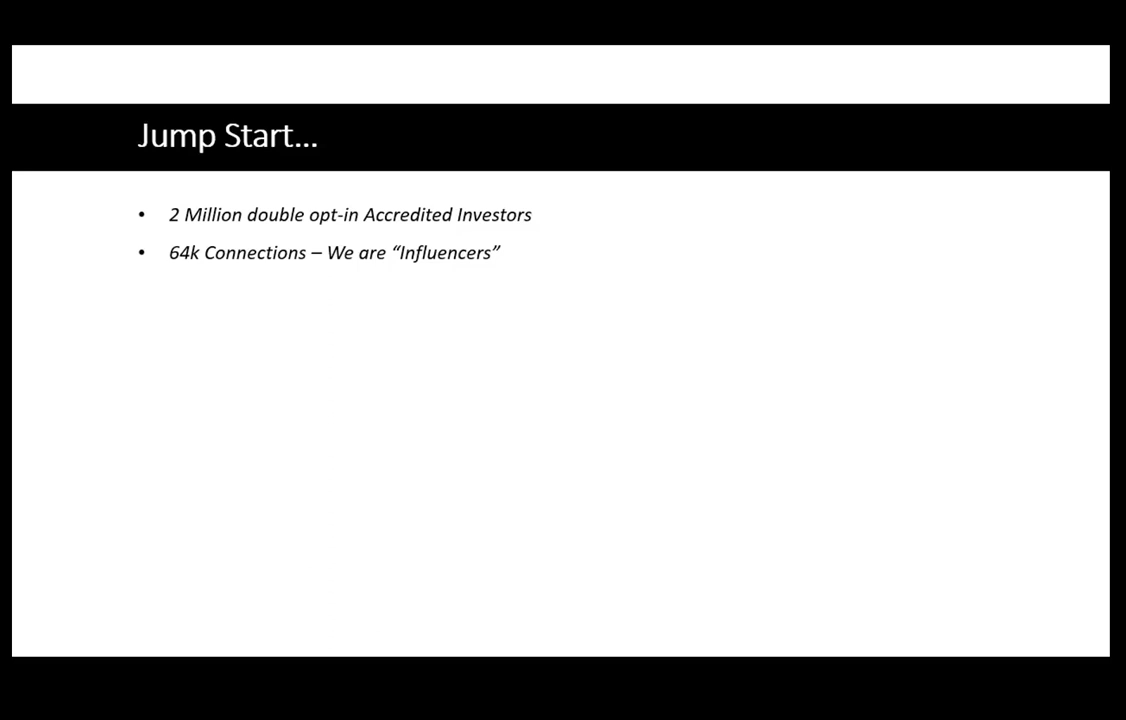 Jump Start...
• 2 Million double opt-in Accredited Investors
• 64k Connections – We are “Influencers”